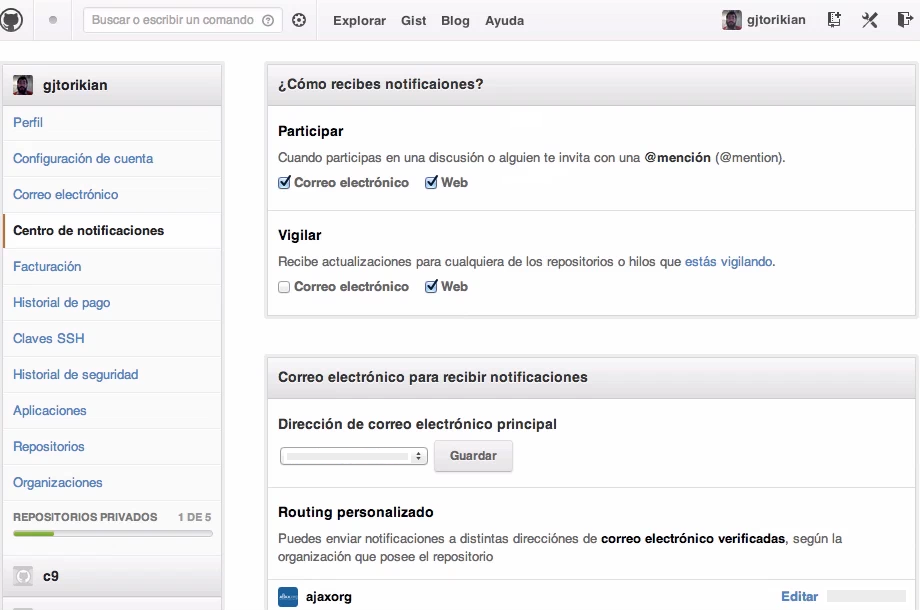 Buscar o escribir un comando
Explorar Gist Blog Ayuda
gjtorikian
gjtorikian
Perfil
Configuración de cuenta
Correo electrónico
Centro de notificaciones
Facturación
Historial de pago
Claves SSH
Historial de seguridad
Aplicaciones
Repositorios
Organizaciones
REPOSITORIOS PRIVADOS 1 DE 5
c9
¿Cómo recibes notificaiones?
Participar
Cuando participas en una discusión o alguien te invita con una @mención (@mention).
Correo electrónico Web
Vigilar
Recibe actualizaciones para cualquiera de los repositorios o hilos que estás vigilando.
Correo electrónico Web
Correo electrónico para recibir notificaciones
Dirección de correo electrónico principal
Guardar
Routing personalizado
Puedes enviar notificaciones a distintas direcciónes de correo electrónico verificadas, según la
organización que posee el repositorio
ajaxorg Editar